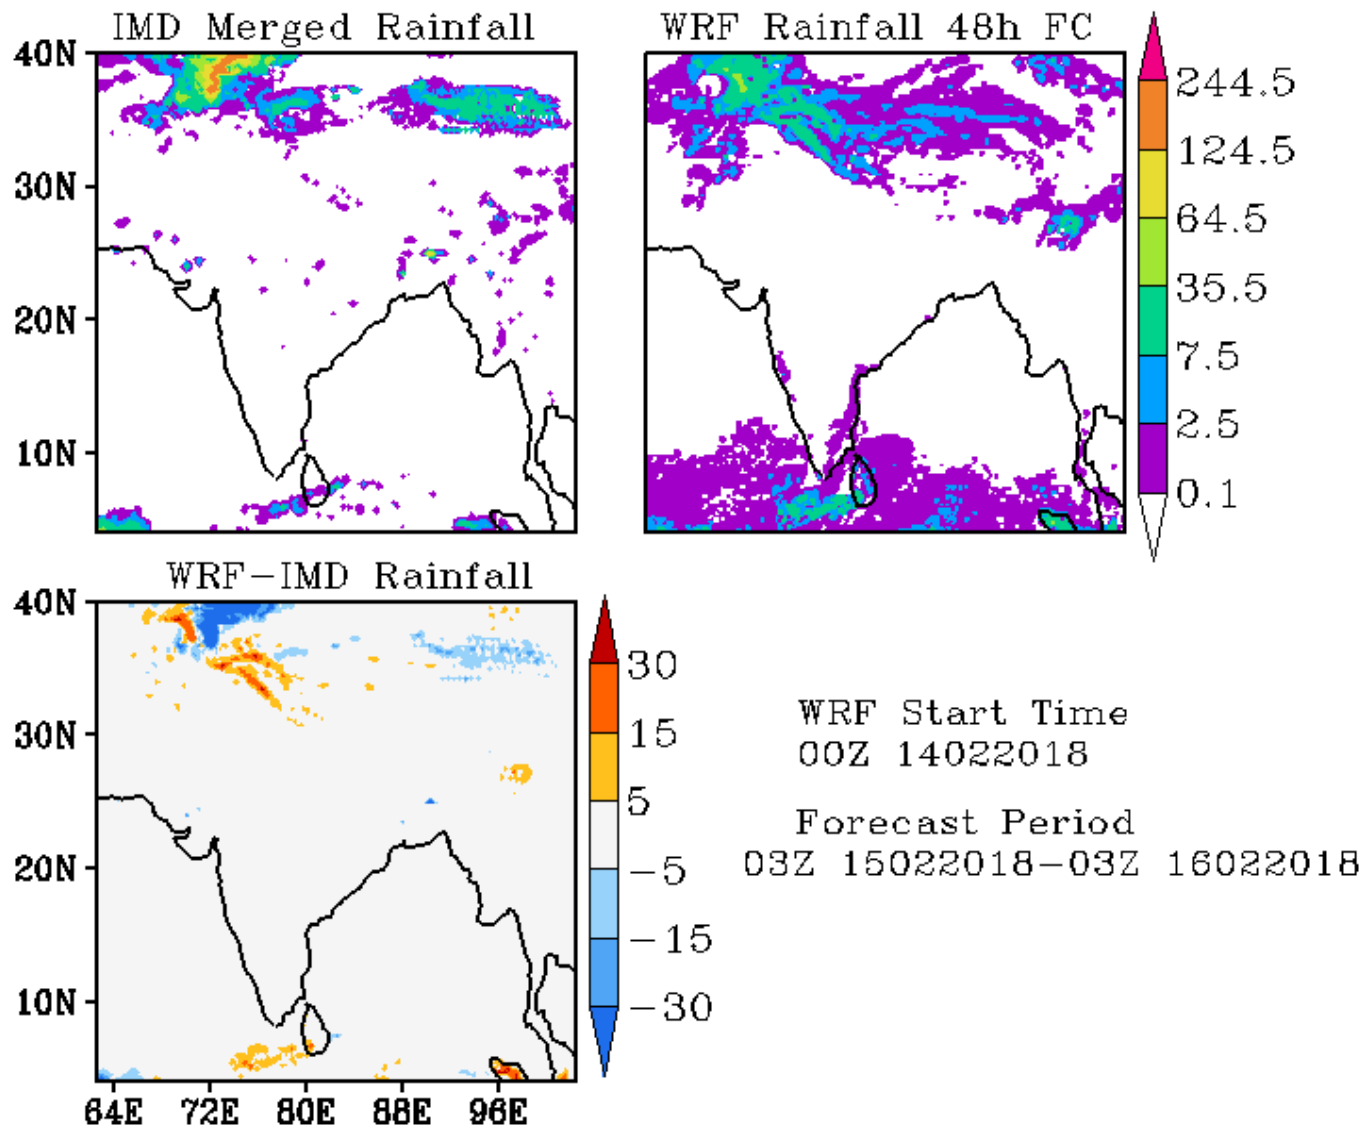 IMD Merged Rainfall
WRF Rainfall 48h FC
40N
30N
20N
10N
244.5
124.5
64.5
35.5
7.5
2.5
0.1
WRF-IMD Rainfall
40N
30N
20N
10N
64E 72E 80E 88E 96E
30
15
5
-5
-15
-30
WRF Start Time
00Z 14022018
Forecast Period
03Z 15022018-03Z 16022018